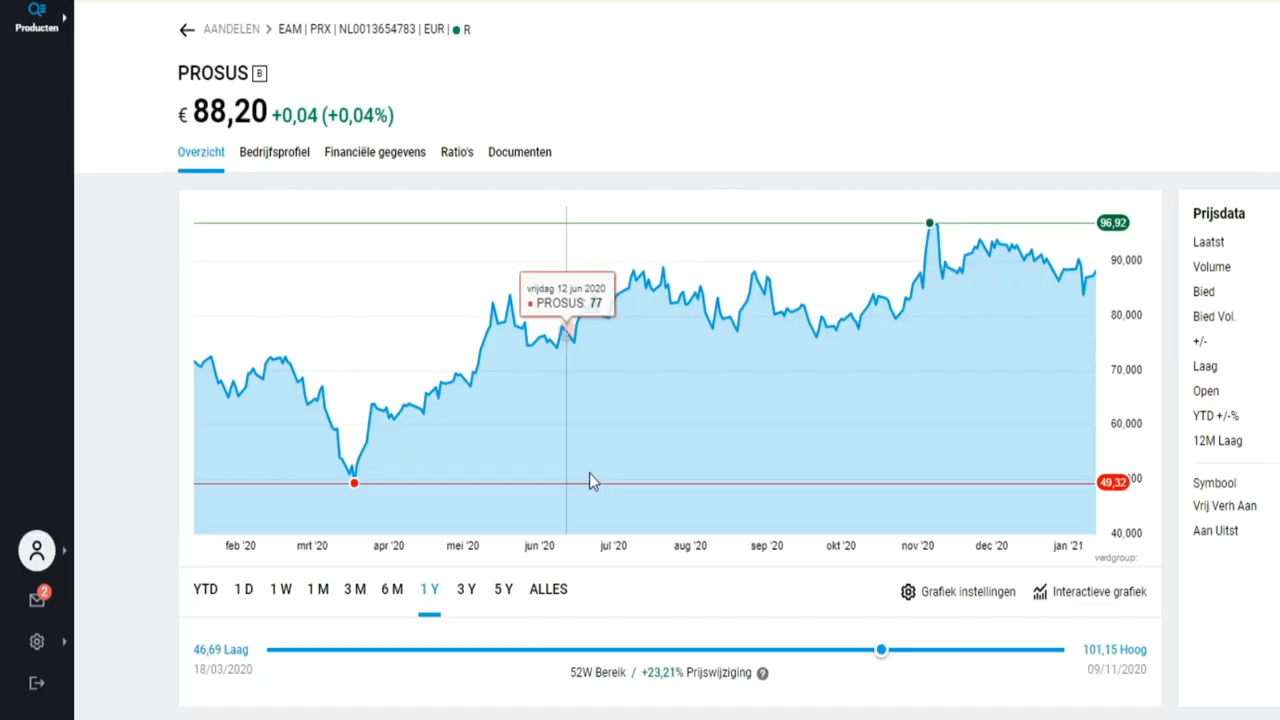 Producten
AANDELEN > EAM | PRX | NL0013654783 | EUR | R
PROSUS B
€ 88,20 +0,04 (+0,04%)
Overzicht Bedrijfsprofiel Financiële gegevens Ratio's Documenten
96,92
90,000
vrijdag 12 jun 2020
PROSUS: 77
80,000
70,000
60,000
49,32
40,000
feb '20 mrt '20 apr '20 mei '20 jun '20 jul '20 aug '20 sep '20 okt '20 nov '20 dec '20 jan '21
vwdgroup:
YTD 1 D 1 W 1 M 3 M 6 M 1 Y 3 Y 5 Y ALLES
Grafiek instellingen Interactieve grafiek
46,69 Laag
18/03/2020
52W Bereik / +23,21% Prijswijziging ?
101,15 Hoog
09/11/2020
Prijsdata
Laatst
Volume
Bied
Bied Vol.
+/-
Laag
Open
YTD +/-%
12M Laag
Symbool
Vrij Verh Aan
Aan Uitst
2